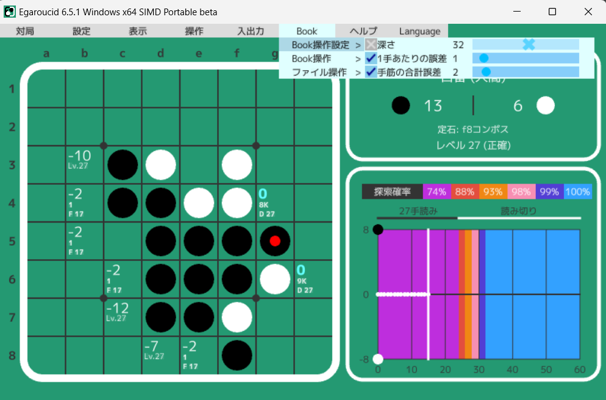 Egaroucid 6.5.1 Windows x64 SIMD Portable beta
対局 設定 表示 操作 入出力 Book ヘルプ Language
Book操作設定 > 深さ 32
Book操作 > 1手あたりの誤差 1
ファイル操作 > 手筋の合計誤差 2
a b c d e f g
13 6
定石: f8コンポス
レベル 27 (正確)
1
2
3 -10
Lv.27
4 -2 0
1 8K
F 17 D 27
5 -2
1
F 17
6 -2 0
1 9K
F 17 D 27
7 -12
Lv.27
8 -7 -2
Lv.27 1
F 17
探索確率 74% 88% 93% 98% 99% 100%
27手読み 読み切り
8
0
-8
0 10 20 30 40 50 60